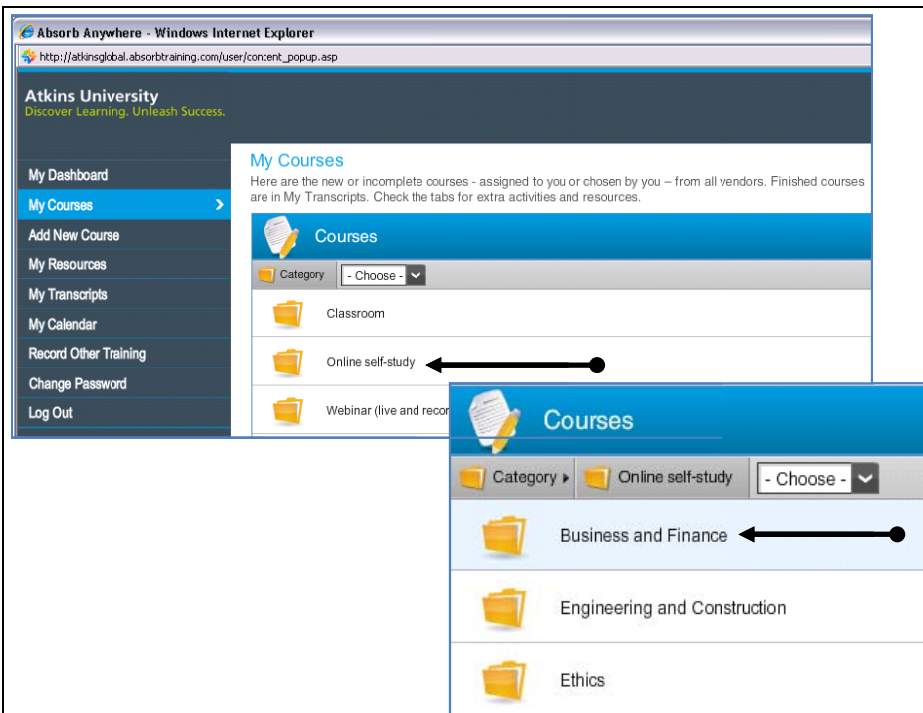 Absorb Anywhere - Windows Internet Explorer
http://atkinsglobal.absorbtraining.com/user/content_popup.asp
Atkins University
Discover Learning. Unleash Success.
My Dashboard
My Courses
Add New Course
My Resources
My Transcripts
My Calendar
Record Other Training
Change Password
Log Out
My Courses
Here are the new or incomplete courses - assigned to you or chosen by you – from all vendors. Finished courses
are in My Transcripts. Check the tabs for extra activities and resources.
Courses
Category - Choose -
Classroom
Online self-study
Webinar (live and recor
Courses
Category Online self-study - Choose -
Business and Finance
Engineering and Construction
Ethics